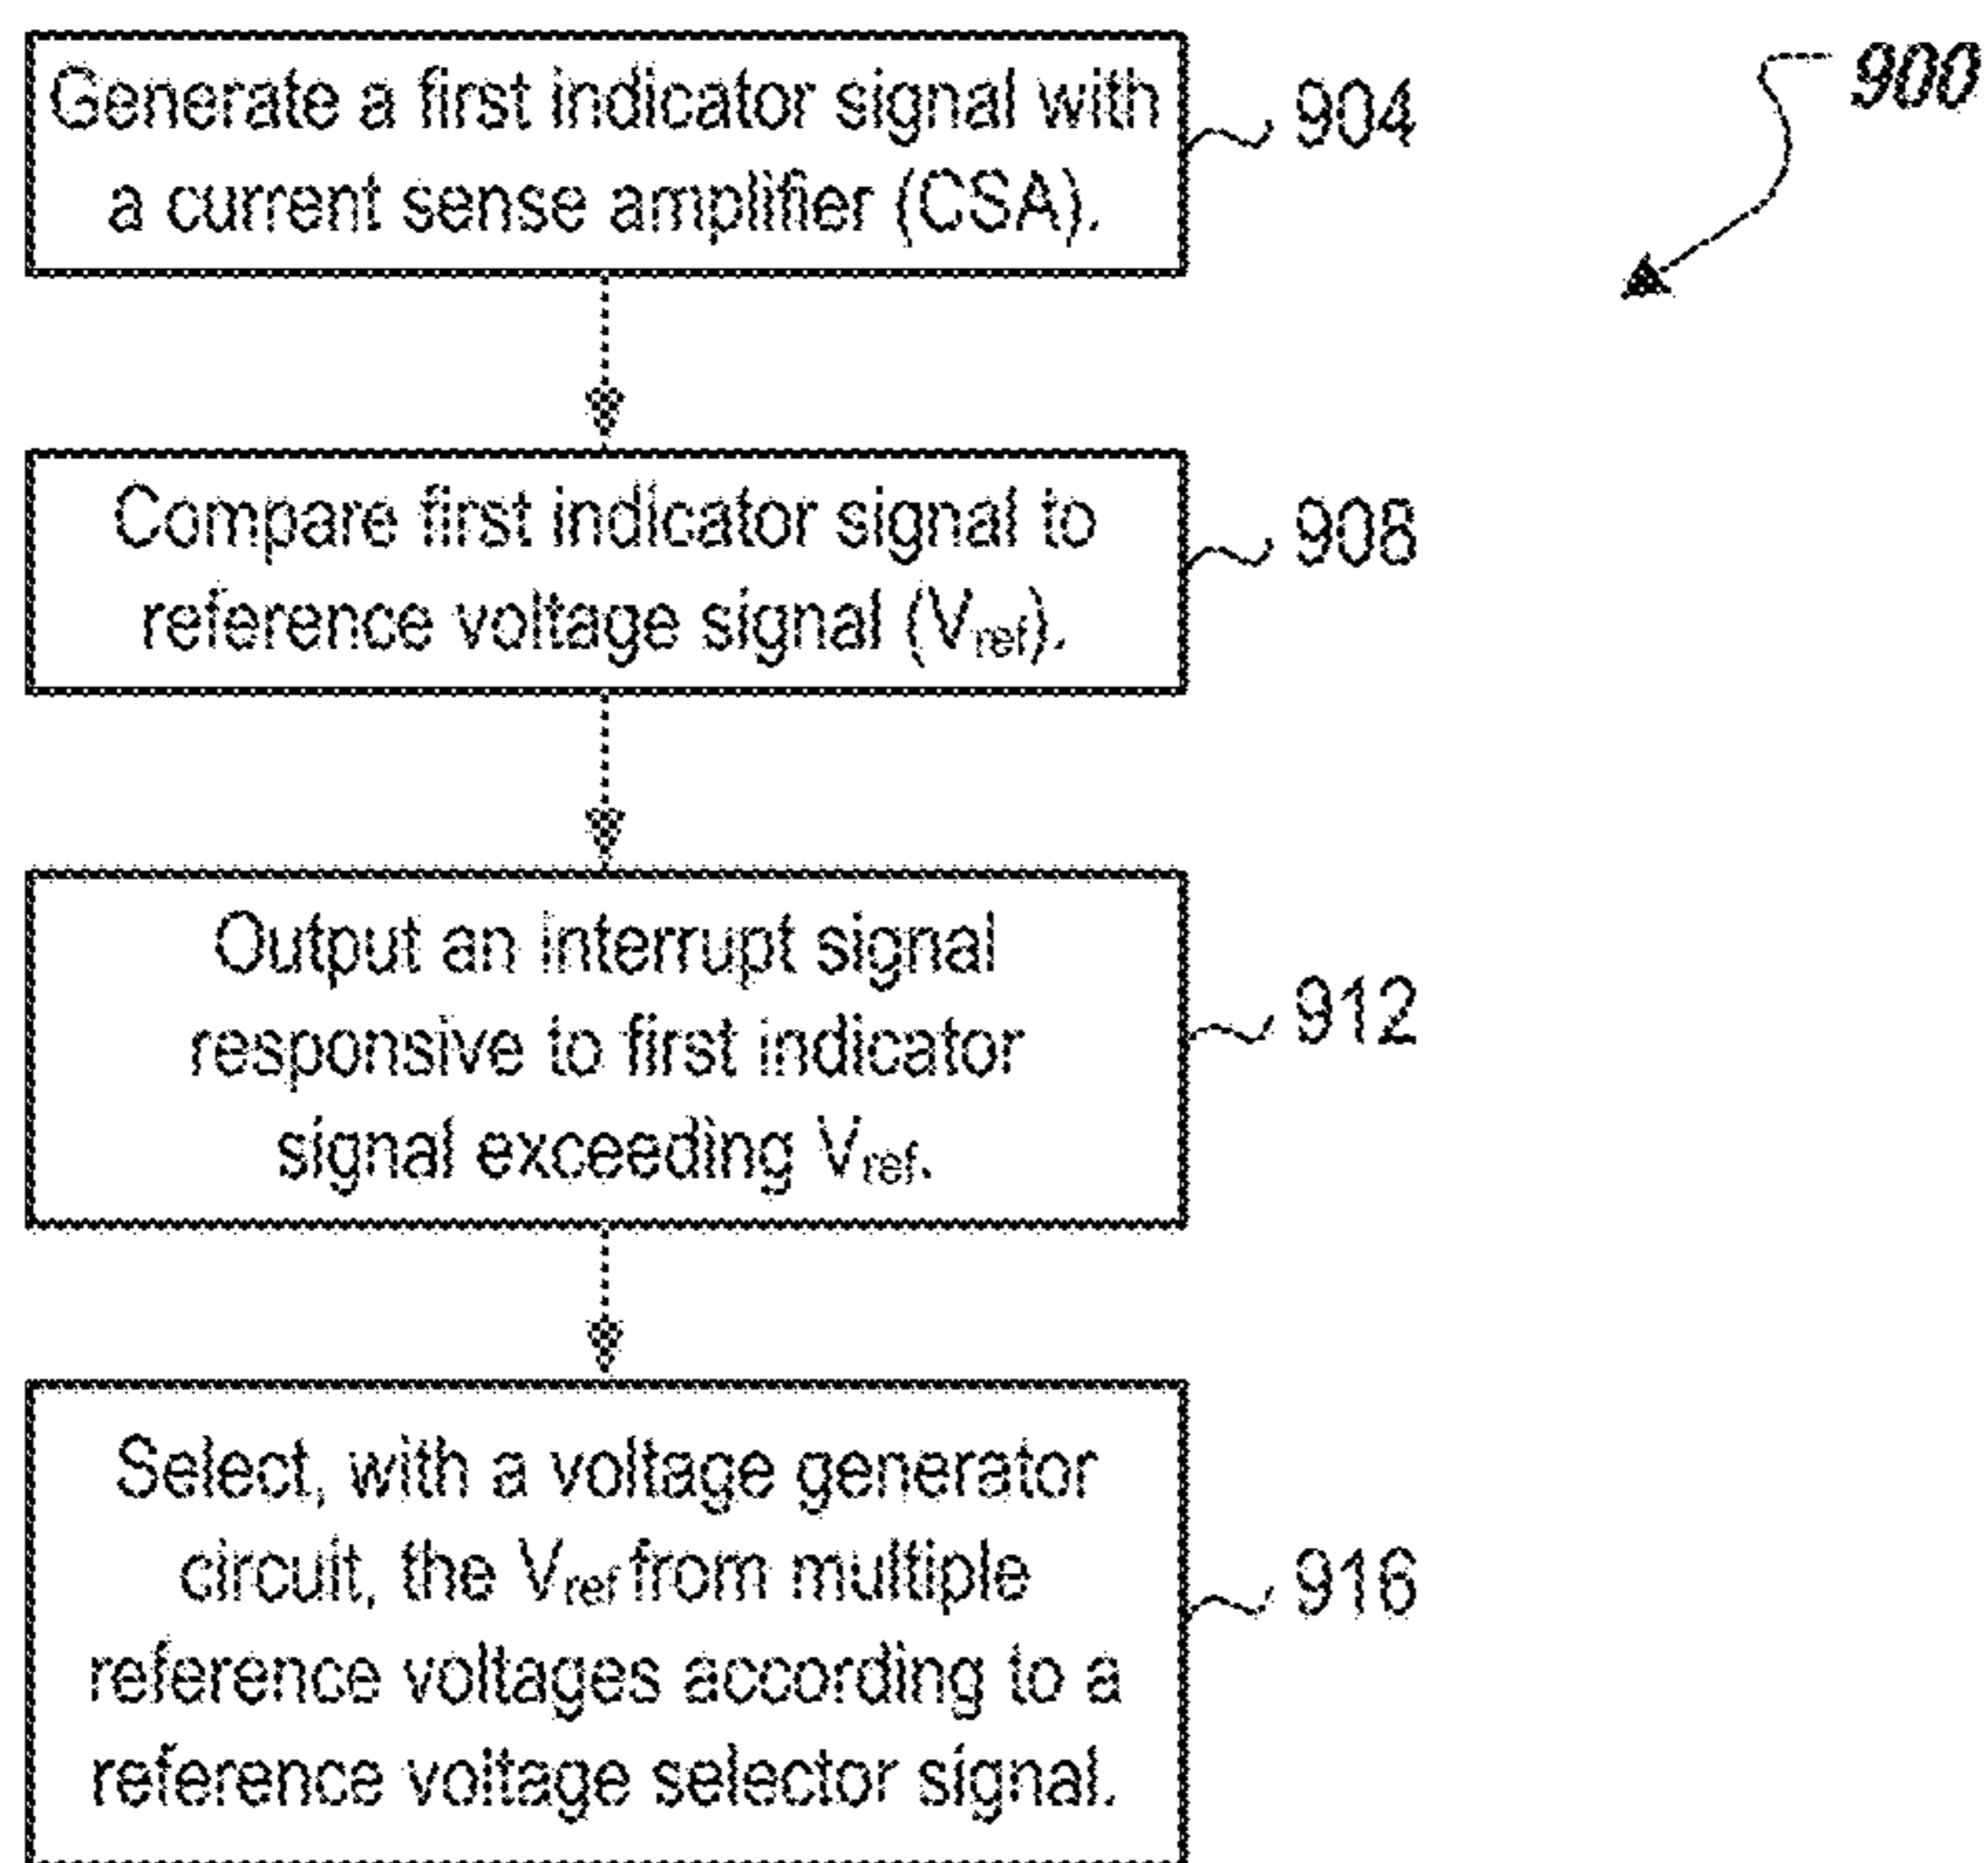 900
Generate a first indicator signal with
a current sense amplifier (CSA).
904
Compare first indicator signal to
reference voltage signal (Vref).
908
Output an interrupt signal
responsive to first indicator
signal exceeding Vref.
912
Select, with a voltage generator
circuit, the Vref from multiple
reference voltages according to a
reference voltage selector signal.
916